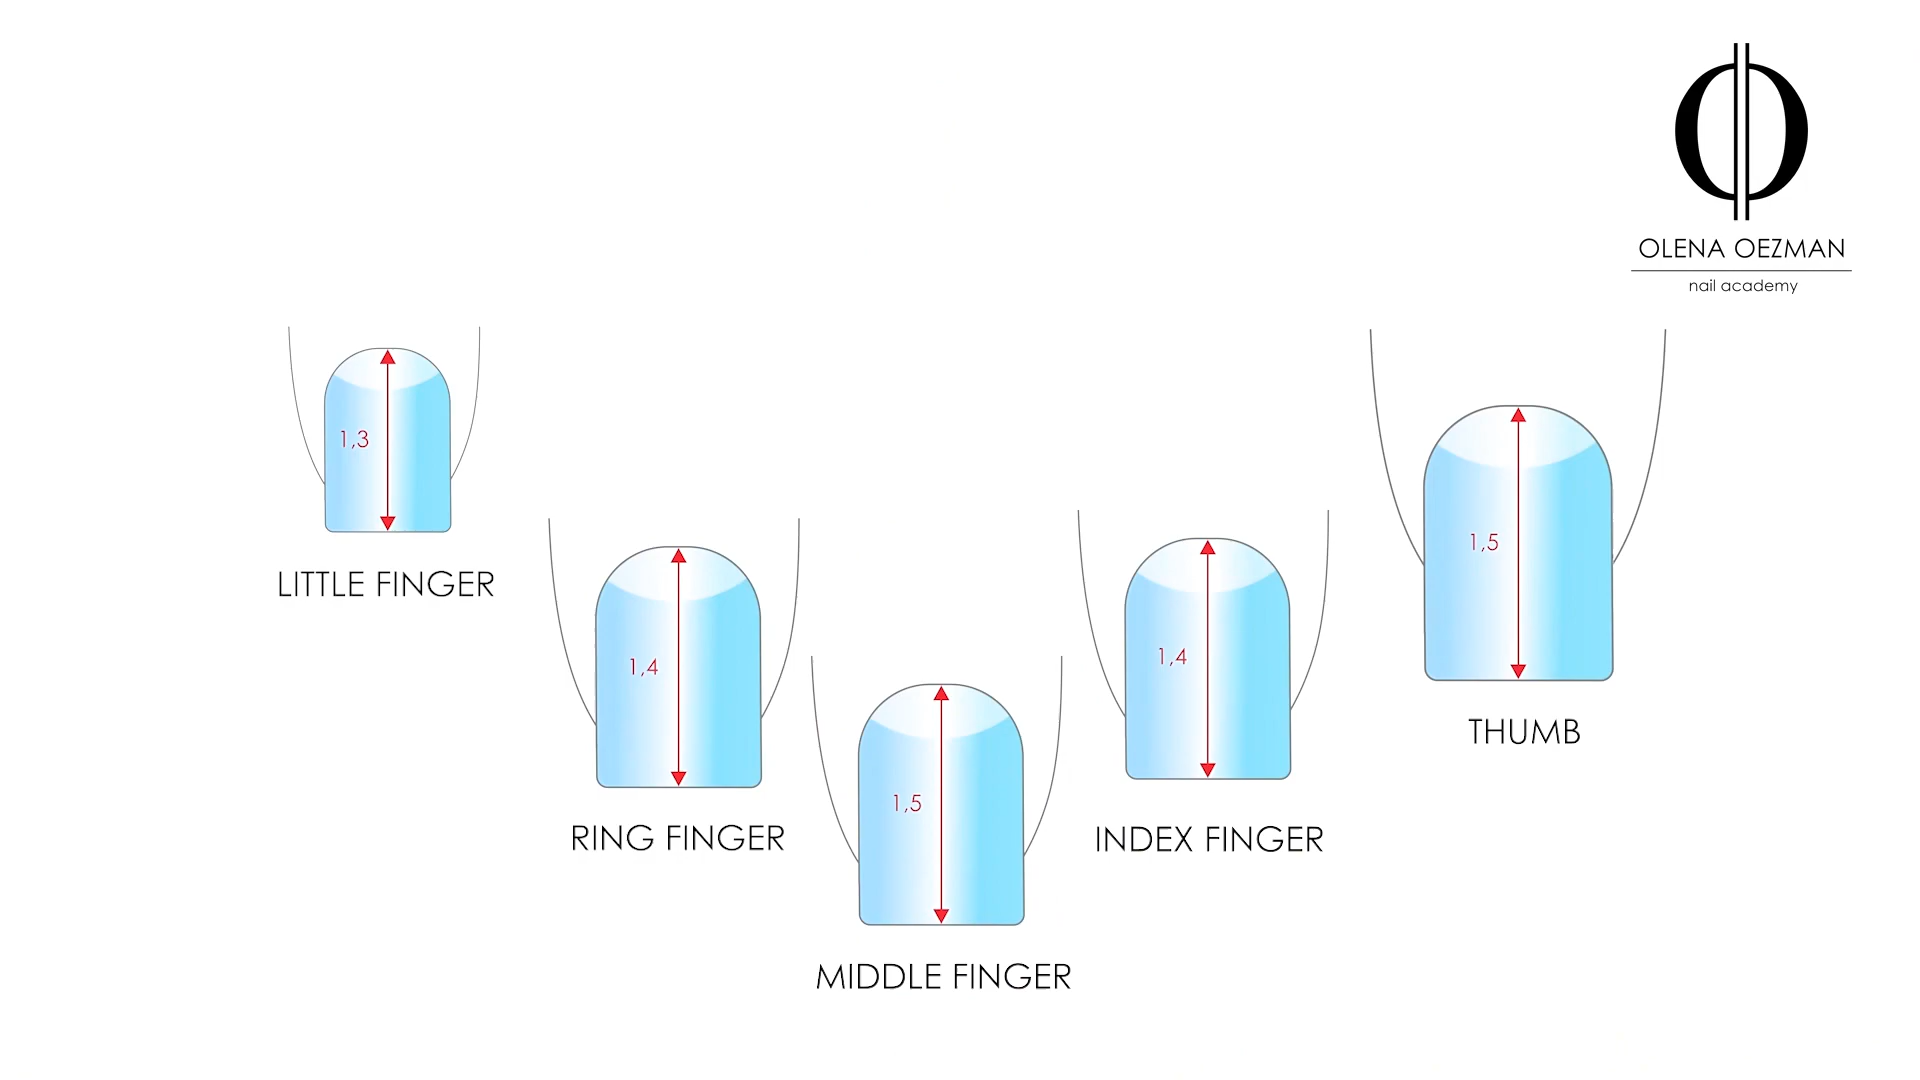 OLENA OEZMAN
nail academy
1,3
LITTLE FINGER
1,4
RING FINGER
1,5
MIDDLE FINGER
1,4
INDEX FINGER
1,5
THUMB